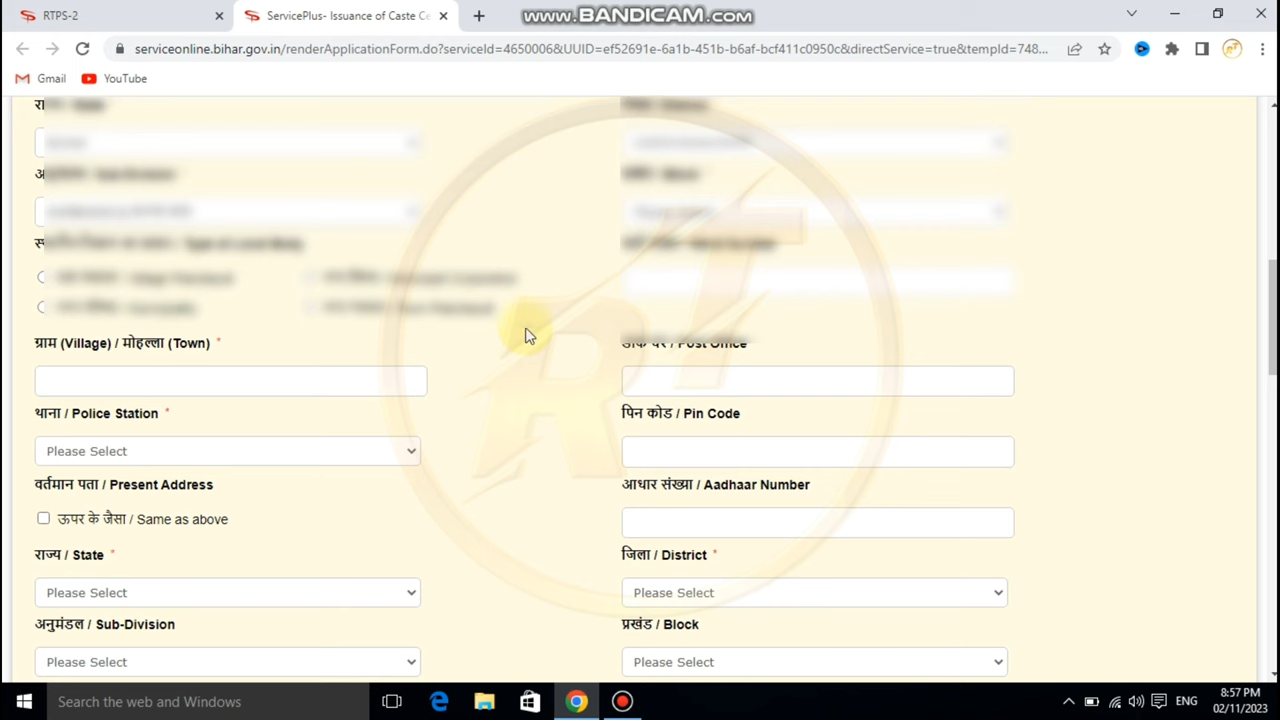 RTPS-2
ServicePlus- Issuance of Caste Ce
www.BANDICAM.com
serviceonline.bihar.gov.in/renderApplicationForm.do?serviceId=4650006&UUID=ef52691e-6a1b-451b-b6af-bcf411c0950c&directService=true&tempId=748...
Gmail
YouTube
ग्राम (Village) / मोहल्ला (Town) *
डाक घर / Post Office
थाना / Police Station *
पिन कोड / Pin Code
Please Select
वर्तमान पता / Present Address
आधार संख्या / Aadhaar Number
ऊपर के जैसा / Same as above
राज्य / State *
जिला / District *
Please Select
Please Select
अनुमंडल / Sub-Division
प्रखंड / Block
Please Select
Please Select
RT
Search the web and Windows
ENG
8:57 PM
02/11/2023